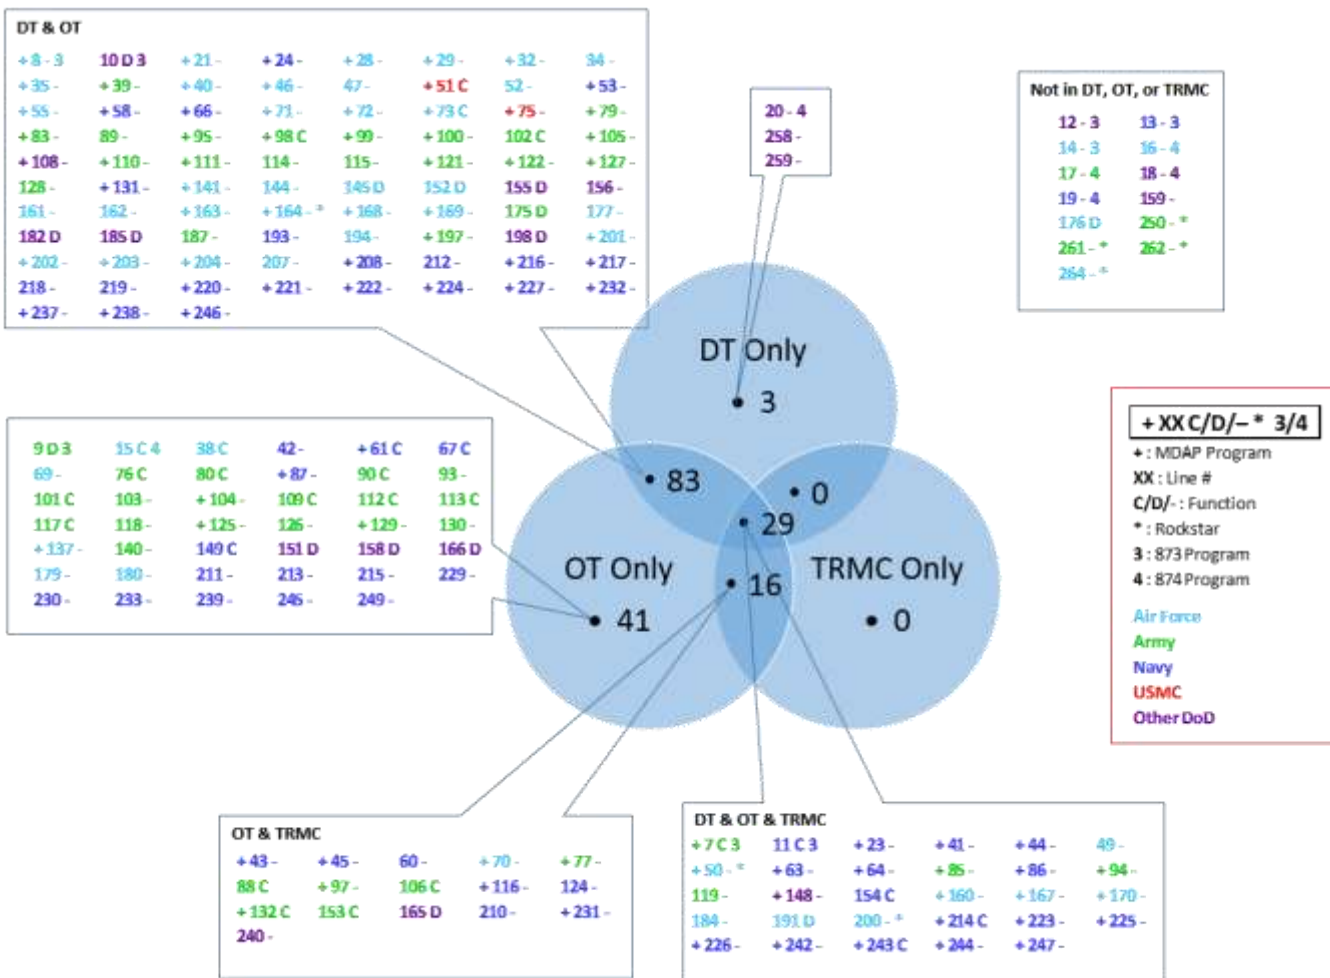 DT & OT
+ 8 - 3 10 D 3 + 21 - + 24 - + 28 - + 29 - + 32 - 34 -
+ 35 - + 39 - + 40 - + 46 - 47 - + 51 C 52 - + 53 -
+ 55 - + 58 - + 66 - + 71 - + 72 - + 73 C + 75 - + 79 -
+ 83 - 89 - + 95 - + 98 C + 99 - + 100 - 102 C + 105 -
+ 108 - + 110 - + 111 - 114 - 115 - + 121 - + 122 - + 127 -
128 - + 131 - + 141 - 144 - 145 D 152 D 155 D 156 -
161 - 162 - + 163 - + 164 - * + 168 - + 169 - 175 D 177 -
182 D 185 D 187 - 193 - 194 - + 197 - 198 D + 201 -
+ 202 - + 203 - + 204 - 207 - + 208 - 212 - + 216 - + 217 -
218 - 219 - + 220 - + 221 - + 222 - + 224 - + 227 - + 232 -
+ 237 - + 238 - + 246 -
20 - 4
258 -
259 -
Not in DT, OT, or TRMC
12 - 3 13 - 3
14 - 3 16 - 4
17 - 4 18 - 4
19 - 4 159 -
176 D 250 - *
261 - * 262 - *
264 - *
DT Only
3
83
0
29
OT Only
16
TRMC Only
41
0
9 D 3 15 C 4 38 C 42 - + 61 C 67 C
69 - 76 C 80 C + 87 - 90 C 93 -
101 C 103 - + 104 - 109 C 112 C 113 C
117 C 118 - + 125 - 126 - + 129 - 130 -
+ 137 - 140 - 149 C 151 D 158 D 166 D
179 - 180 - 211 - 213 - 215 - 229 -
230 - 233 - 239 - 245 - 249 -
+ XX C/D/– * 3/4
+ : MDAP Program
XX : Line #
C/D/- : Function
* : Rockstar
3 : 873 Program
4 : 874 Program
Air Force
Army
Navy
USMC
Other DoD
OT & TRMC
+ 43 - + 45 - 60 - + 70 - + 77 -
88 C + 97 - 106 C + 116 - 124 -
+ 132 C 153 C 165 D 210 - + 231 -
240 -
DT & OT & TRMC
+ 7 C 3 11 C 3 + 23 - + 41 - + 44 - 49 -
+ 50 - * + 63 - + 64 - + 85 - + 86 - + 94 -
119 - + 148 - 154 C + 160 - + 167 - + 170 -
184 - 191 D 200 - * + 214 C + 223 - + 225 -
+ 226 - + 242 - + 243 C + 244 - + 247 -